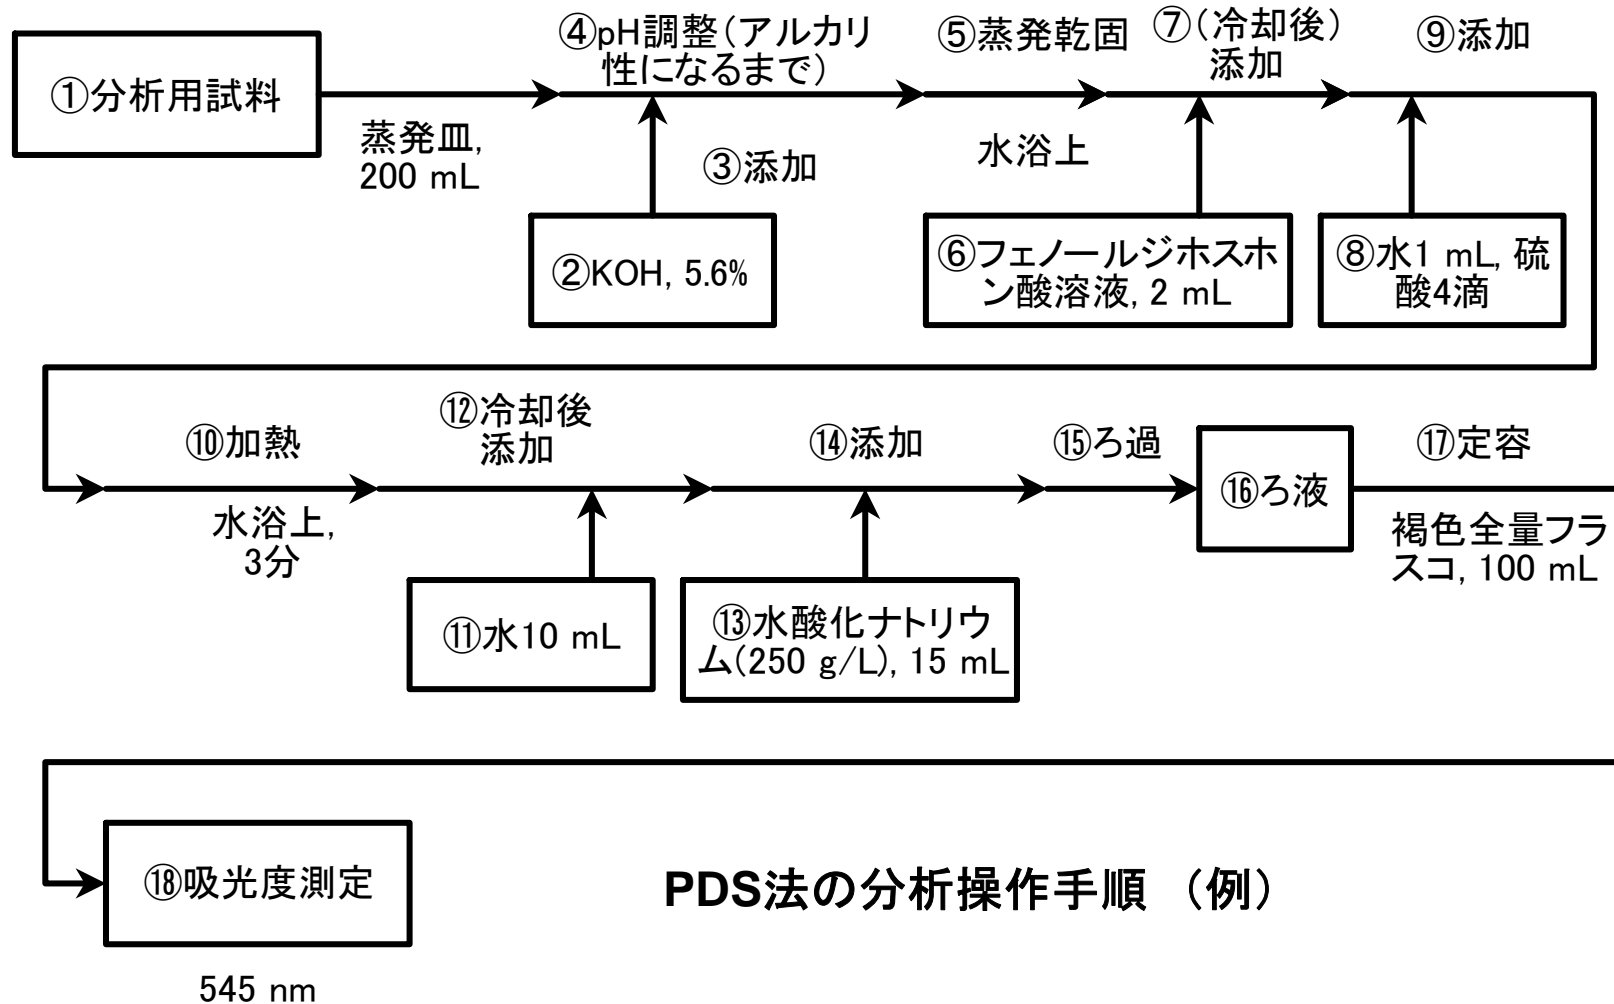 ①分析用試料
蒸発皿,
200 mL
②KOH, 5.6%
③添加
④pH調整(アルカリ
性になるまで)
⑤蒸発乾固
水浴上
⑥フェノールジホスホ
ン酸溶液, 2 mL
⑦(冷却後)
添加
⑧水1 mL, 硫
酸4滴
⑨添加
⑩加熱
水浴上,
3分
⑪水10 mL
⑫冷却後
添加
⑬水酸化ナトリウ
ム(250 g/L), 15 mL
⑭添加
⑮ろ過
⑯ろ液
⑰定容
褐色全量フラ
スコ, 100 mL
⑱吸光度測定
545 nm
PDS法の分析操作手順 (例)